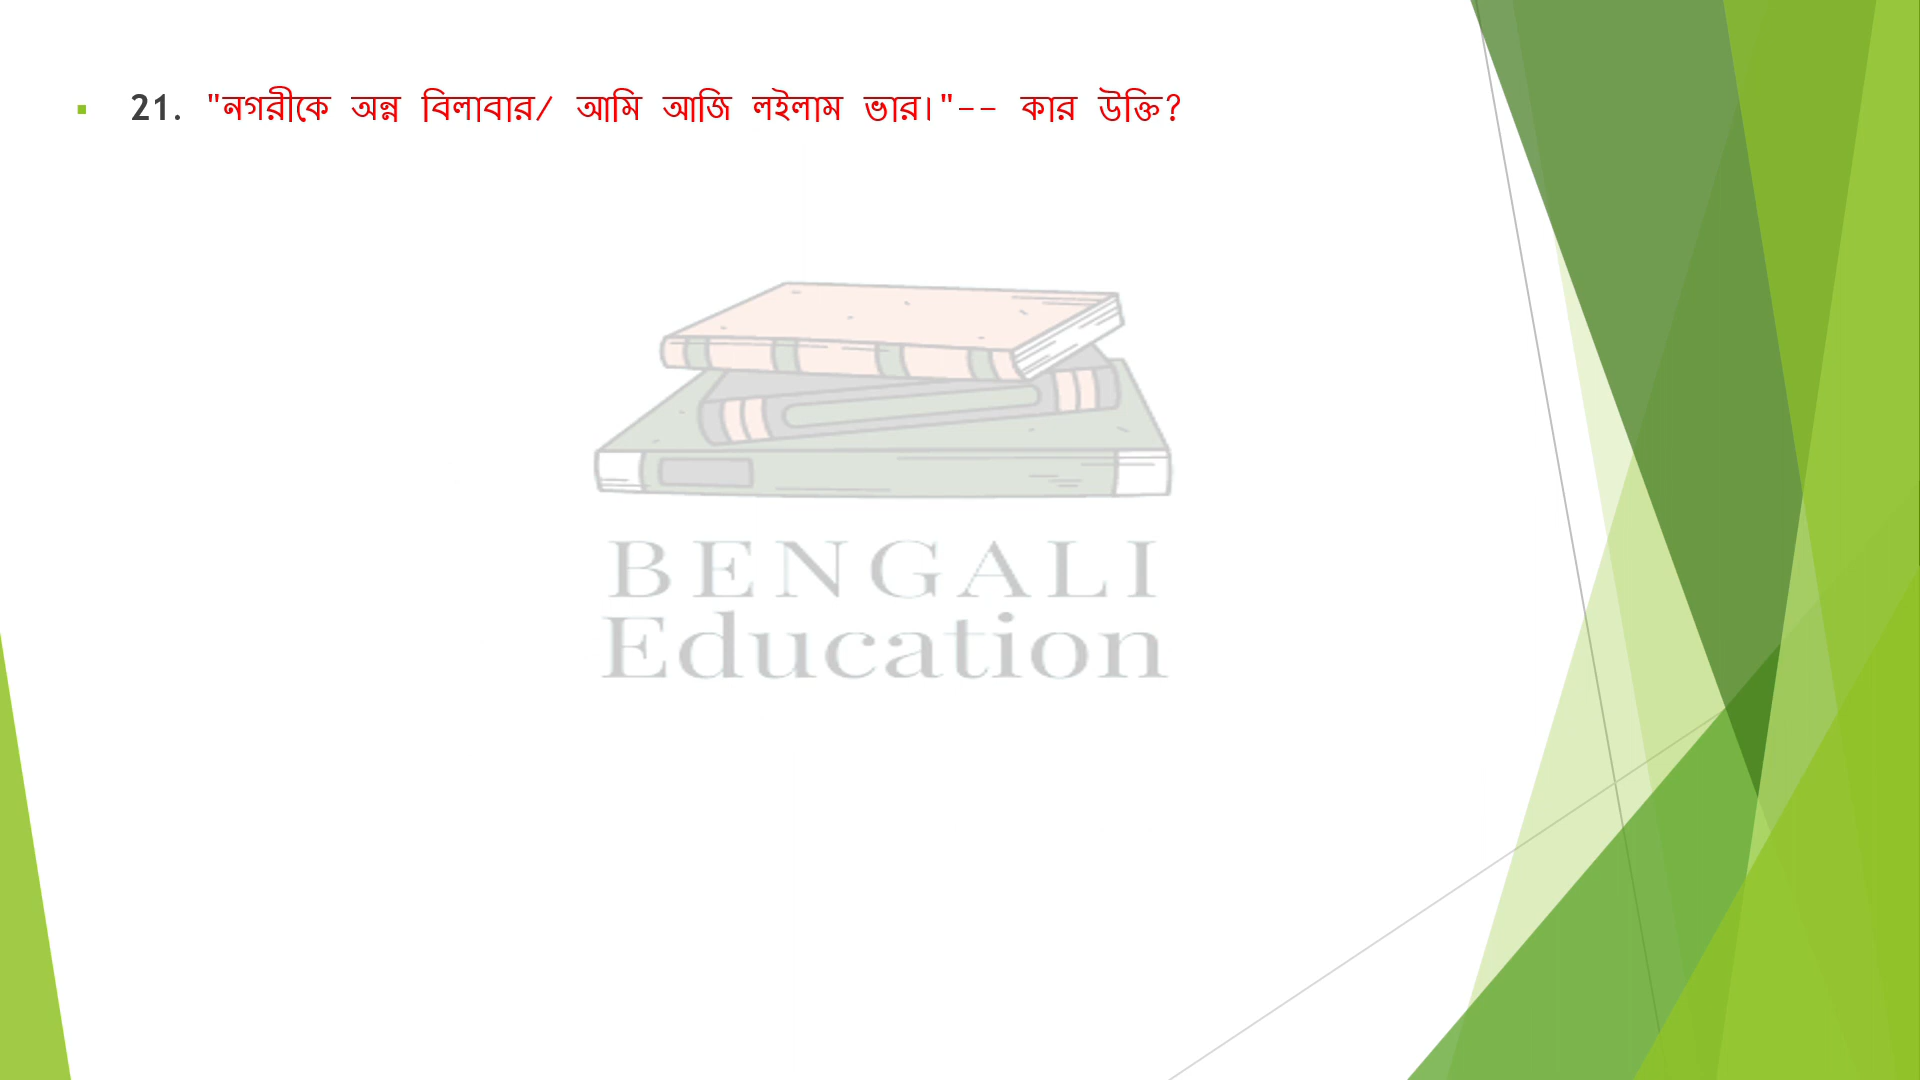 ▪ 21. "নগরীকে অন্ন বিলাবার/ আমি আজি লইলাম ভার।"-- কার উক্তি?
BENGALI
Education